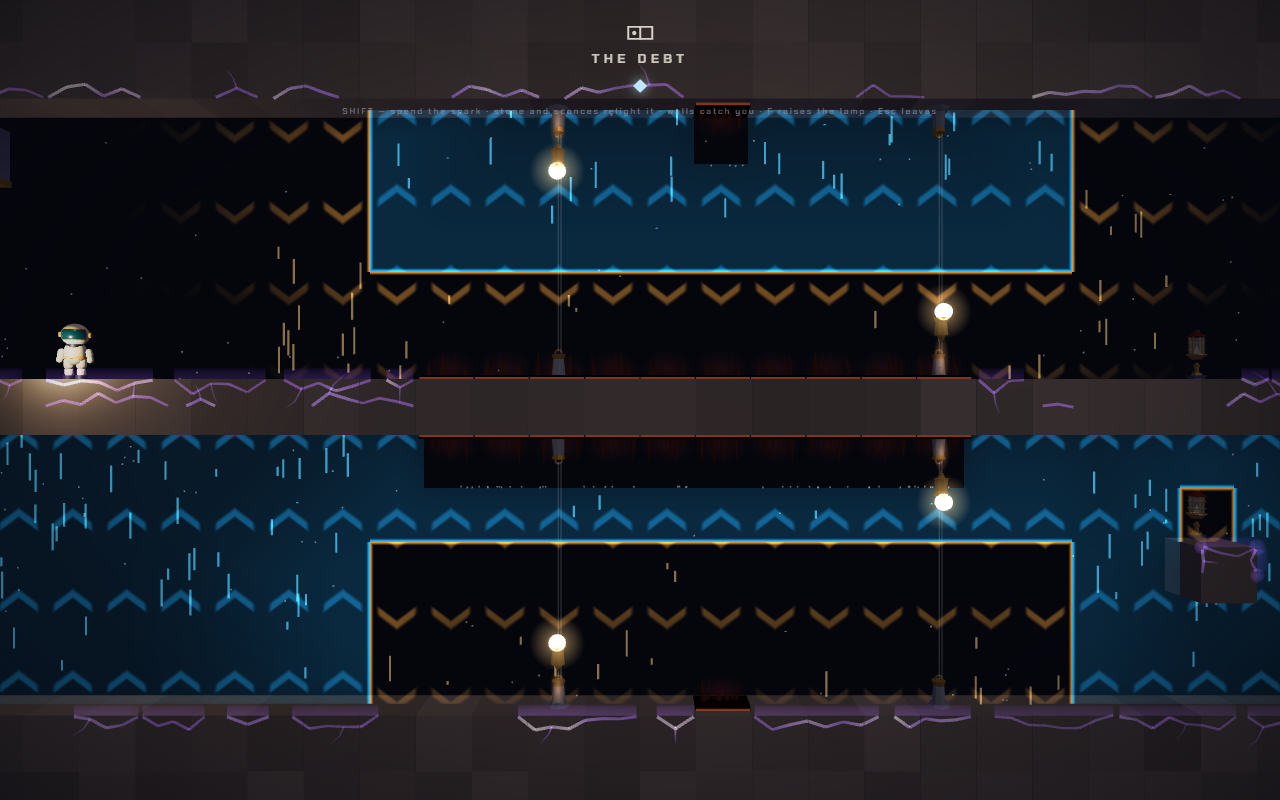 THE DEBT
SHIFT — spend the spark · stone and sconces relight it · walls catch you · F raises the lamp · Esc leaves